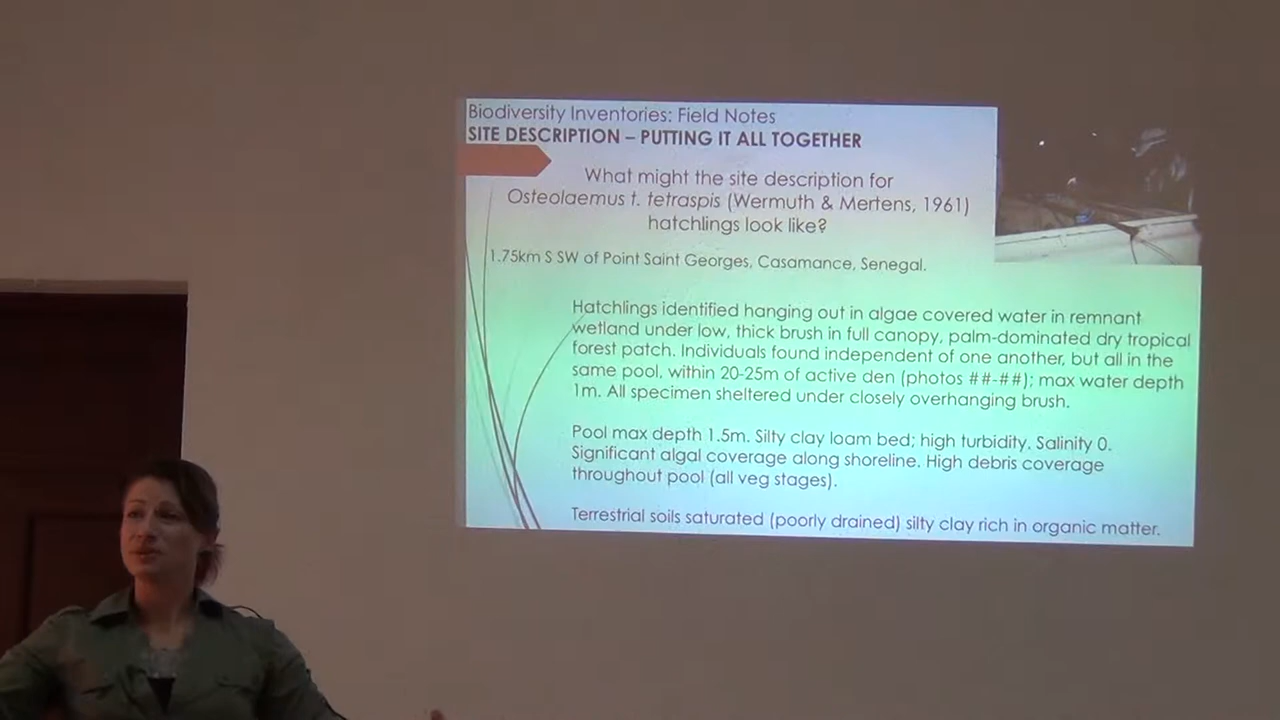 Biodiversity Inventories: Field Notes
SITE DESCRIPTION – PUTTING IT ALL TOGETHER
What might the site description for
Osteolaemus t. tetraspis (Wermuth & Mertens, 1961)
hatchlings look like?
1.75km S SW of Point Saint Georges, Casamance, Senegal.
Hatchlings identified hanging out in algae covered water in remnant
wetland under low, thick brush in full canopy, palm-dominated dry tropical
forest patch. Individuals found independent of one another, but all in the
same pool, within 20-25m of active den (photos ##-##); max water depth
1m. All specimen sheltered under closely overhanging brush.
Pool max depth 1.5m. Silty clay loam bed; high turbidity. Salinity 0.
Significant algal coverage along shoreline. High debris coverage
throughout pool (all veg stages).
Terrestrial soils saturated (poorly drained) silty clay rich in organic matter.